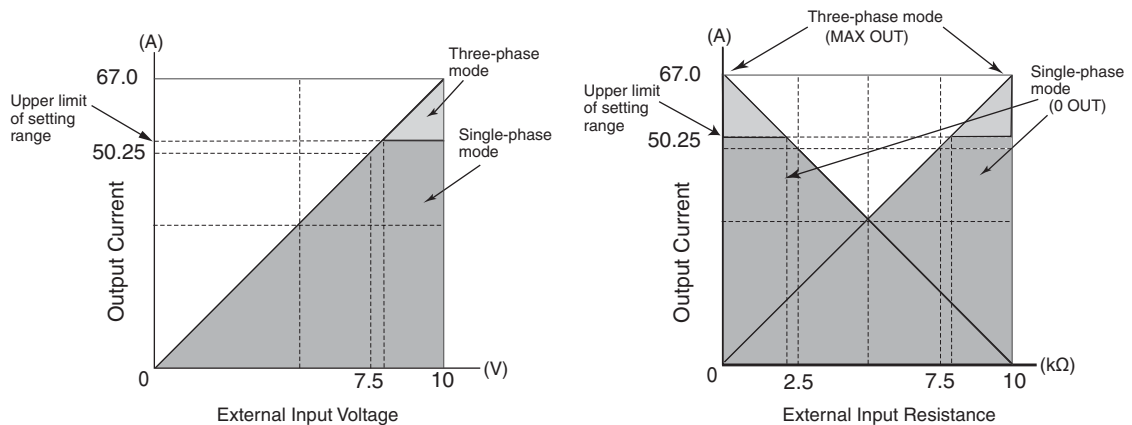 (A)
67.0
Upper limit
of setting
range
50.25
Output Current
Three-phase
mode
Single-phase
mode
0
7.5
10
(V)
External Input Voltage
Three-phase mode
(MAX OUT)
(A)
67.0
Upper limit
of setting
range
50.25
Output Current
Single-phase
mode
(0 OUT)
0
2.5
7.5
10
(kΩ)
External Input Resistance